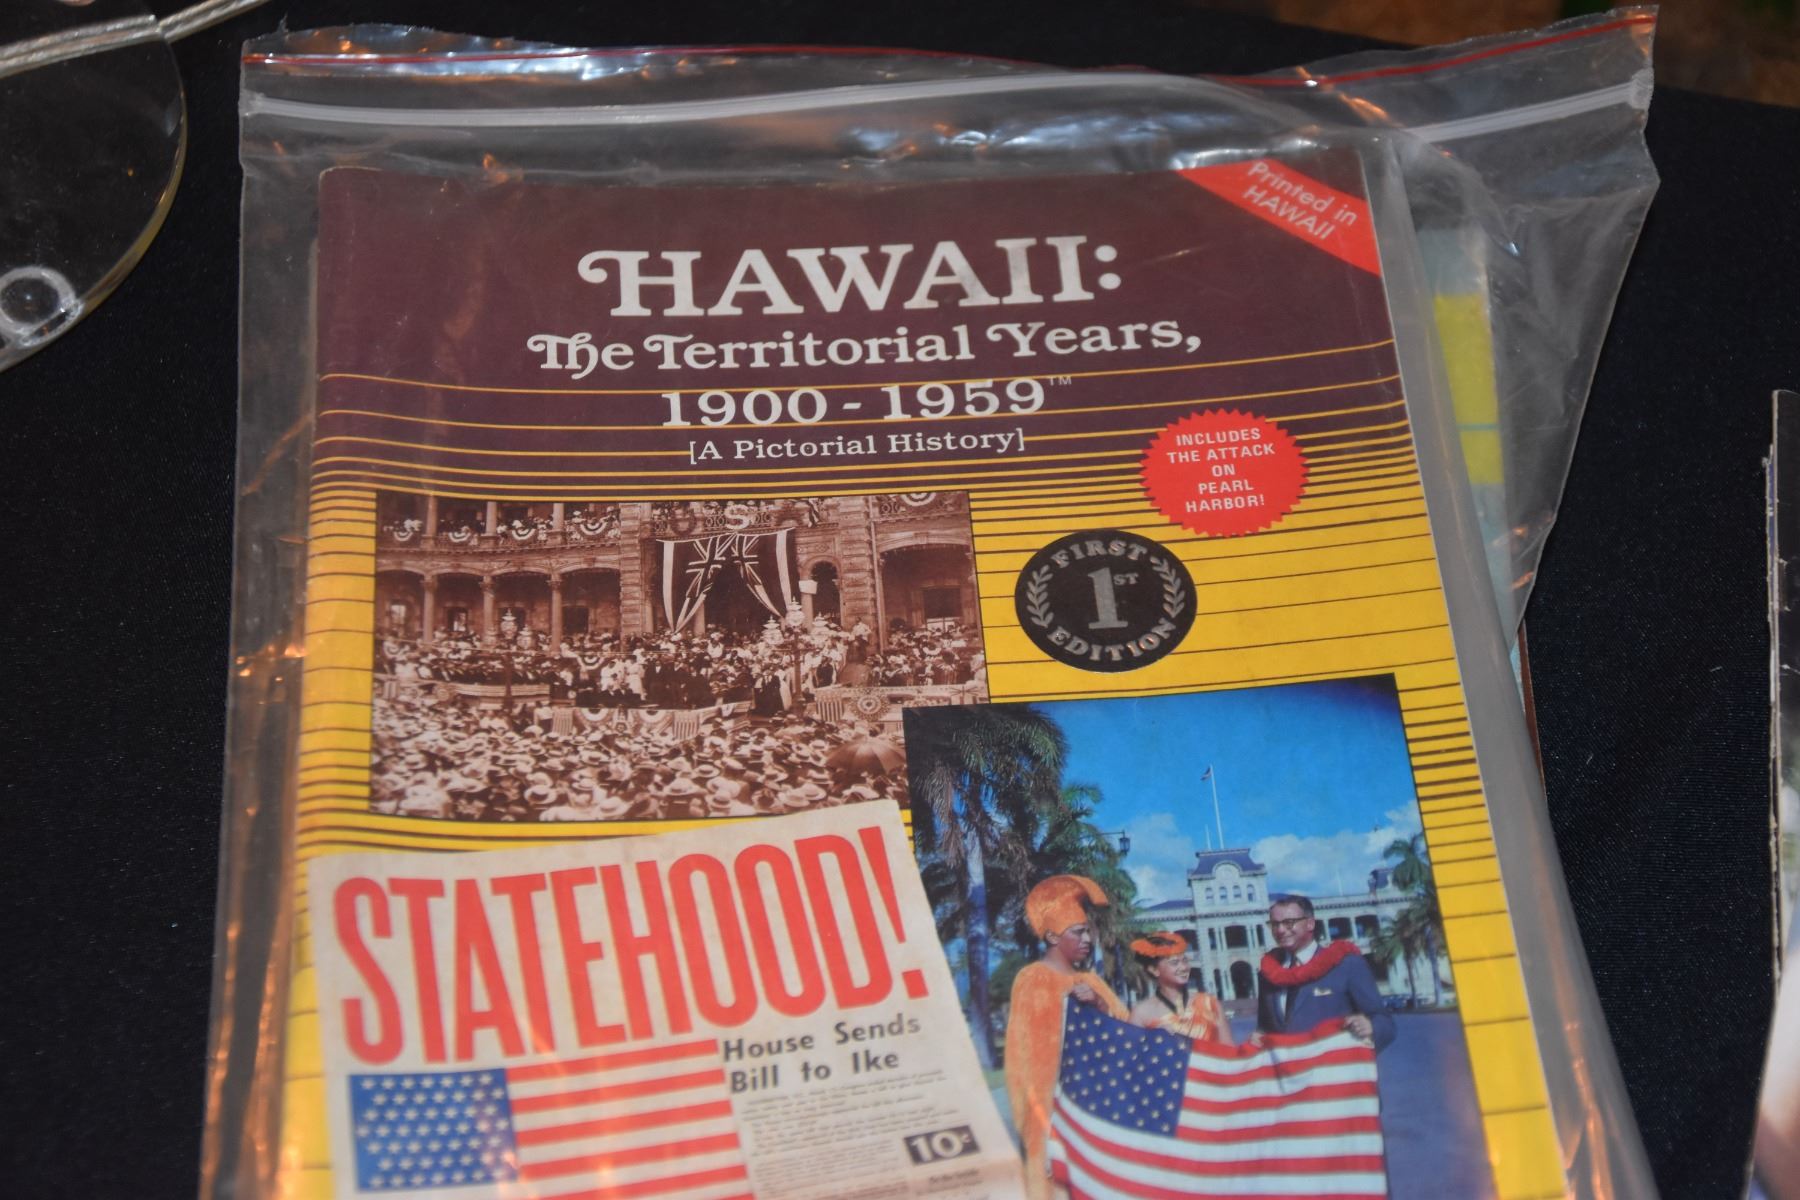 Printed in
HAWAII
HAWAII:
The Territorial Years,
1900 - 1959™
[A Pictorial History]
INCLUDES
THE ATTACK
ON
PEARL
HARBOR!
FIRST
1ST
EDITION
U S
STATEHOOD!
House Sends
Bill to Ike
10¢